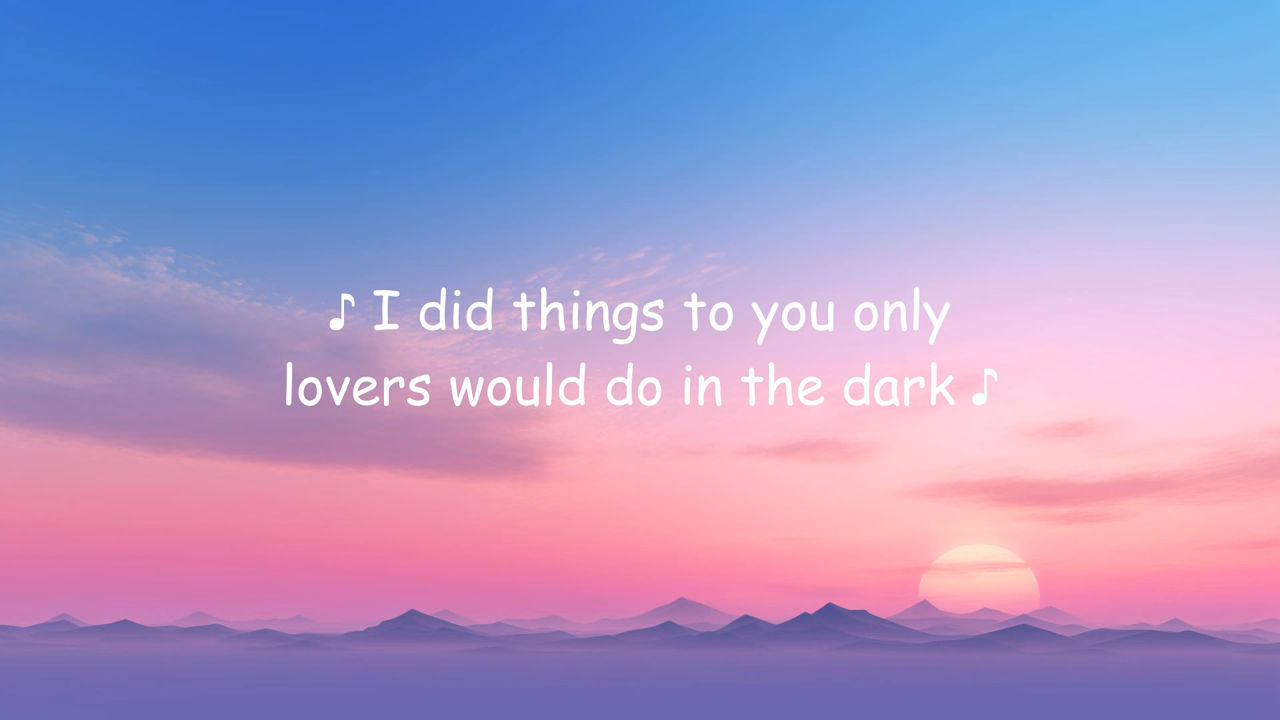 ♪ I did things to you only
lovers would do in the dark ♪